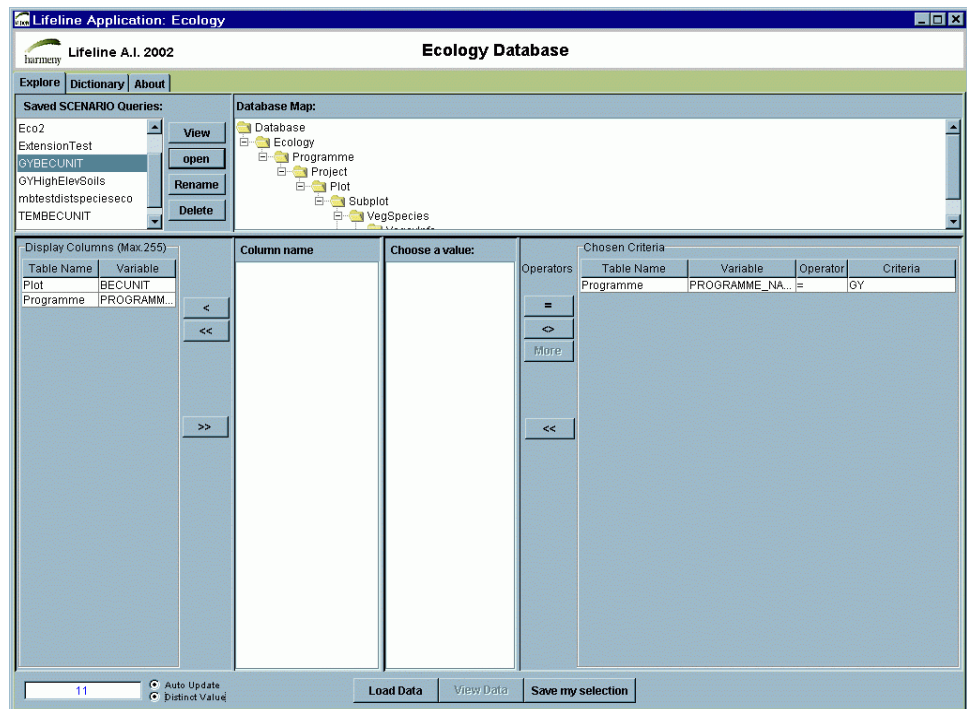 Lifeline Application: Ecology
harmeny
Lifeline A.I. 2002
Ecology Database
Explore Dictionary About
Saved SCENARIO Queries:
Eco2
ExtensionTest
GYBECUNIT
GYHighElevSoils
mbtestdistspecieseco
TEMBECUNIT
View
open
Rename
Delete
Database Map:
Database
Ecology
Programme
Project
Plot
Subplot
VegSpecies
Display Columns (Max.255)
Table Name Variable
Plot BECUNIT
Programme PROGRAMM...
<
<<
>>
Column name
Choose a value:
Operators
=
<>
More
<<
Chosen Criteria
Table Name Variable Operator Criteria
Programme PROGRAMME_NA... = GY
11
Auto Update
Distinct Value
Load Data View Data Save my selection